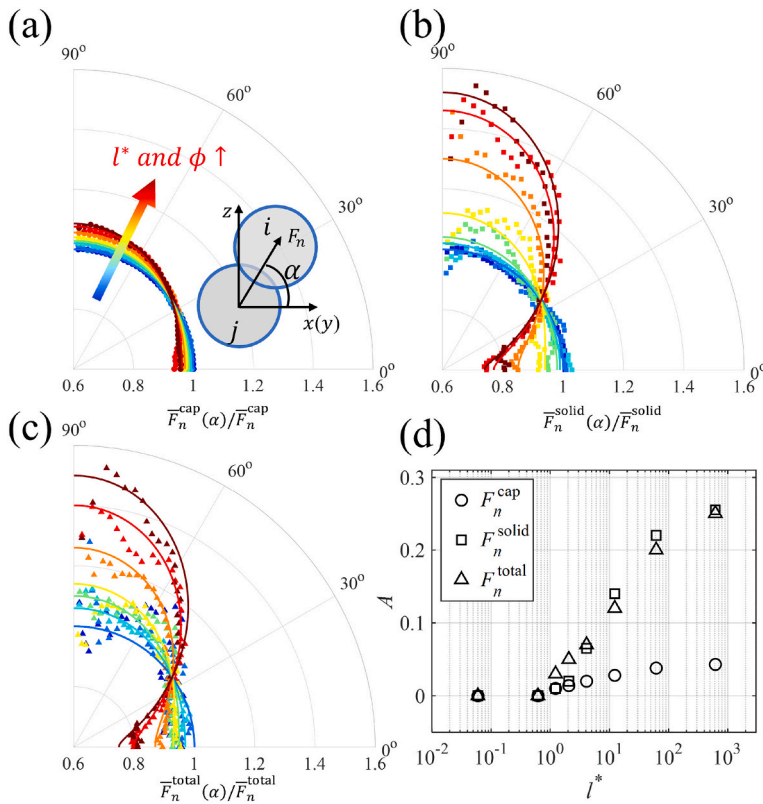 (a)
90°
60°
30°
0°
l* and ϕ ↑
z
i
F_n
α
j
x(y)
0.6 0.8 1 1.2 1.4 1.6
F̅_n^cap(α)/F̅_n^cap
(b)
90°
60°
30°
0°
0.6 0.8 1 1.2 1.4 1.6
F̅_n^solid(α)/F̅_n^solid
(c)
90°
60°
30°
0°
0.6 0.8 1 1.2 1.4 1.6
F̅_n^total(α)/F̅_n^total
(d)
0.3
0.2
0.1
0
A
F_n^cap
F_n^solid
F_n^total
10^-2 10^-1 10^0 10^1 10^2 10^3
l*